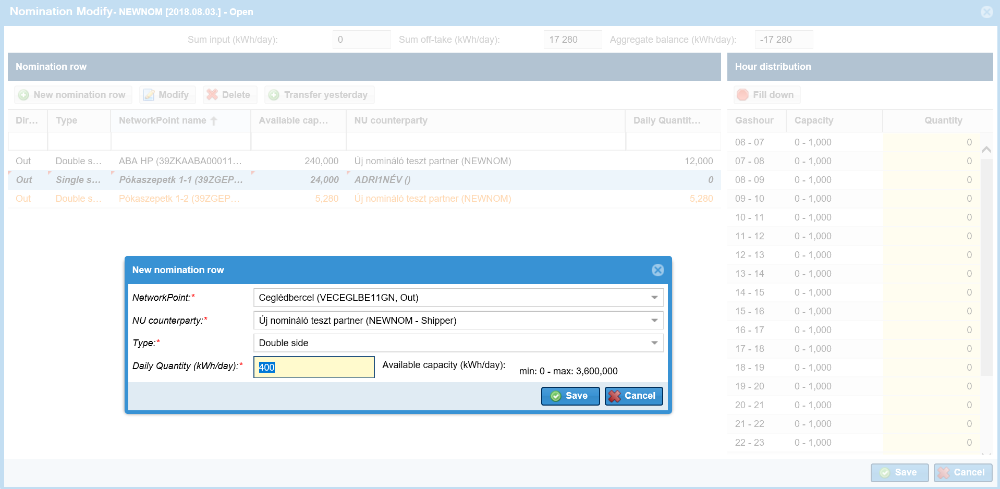 Nomination Modify- NEWNOM [2018.08.03.] - Open
Sum input (kWh/day): 0 Sum off-take (kWh/day): 17 280 Aggregate balance (kWh/day): -17 280
Nomination row
New nomination row Modify Delete Transfer yesterday
Dir... Type NetworkPoint name Available cap... NU counterparty Daily Quantit...
Out Double s... ABA HP (39ZKAABA00011... 240,000 Új nomináló teszt partner (NEWNOM) 12,000
Out Single s... Pókaszepetk 1-1 (39ZGEP... 24,000 ADRI1NÉV () 0
Out Double s... Pókaszepetk 1-2 (39ZGEP... 5,280 Új nomináló teszt partner (NEWNOM) 5,280
Hour distribution
Fill down
Gashour Capacity Quantity
06 - 07 0 - 1,000 0
07 - 08 0 - 1,000 0
08 - 09 0 - 1,000 0
09 - 10 0 - 1,000 0
10 - 11 0 - 1,000 0
11 - 12 0 - 1,000 0
12 - 13 0 - 1,000 0
13 - 14 0 - 1,000 0
14 - 15 0 - 1,000 0
15 - 16 0 - 1,000 0
16 - 17 0 - 1,000 0
17 - 18 0 - 1,000 0
18 - 19 0 - 1,000 0
19 - 20 0 - 1,000 0
20 - 21 0 - 1,000 0
21 - 22 0 - 1,000 0
22 - 23 0 - 1,000 0
New nomination row
NetworkPoint:* Ceglédbercel (VECEGLBE11GN, Out)
NU counterparty:* Új nomináló teszt partner (NEWNOM - Shipper)
Type:* Double side
Daily Quantity (kWh/day):* 400 Available capacity (kWh/day): min: 0 - max: 3,600,000
Save Cancel
Save Cancel